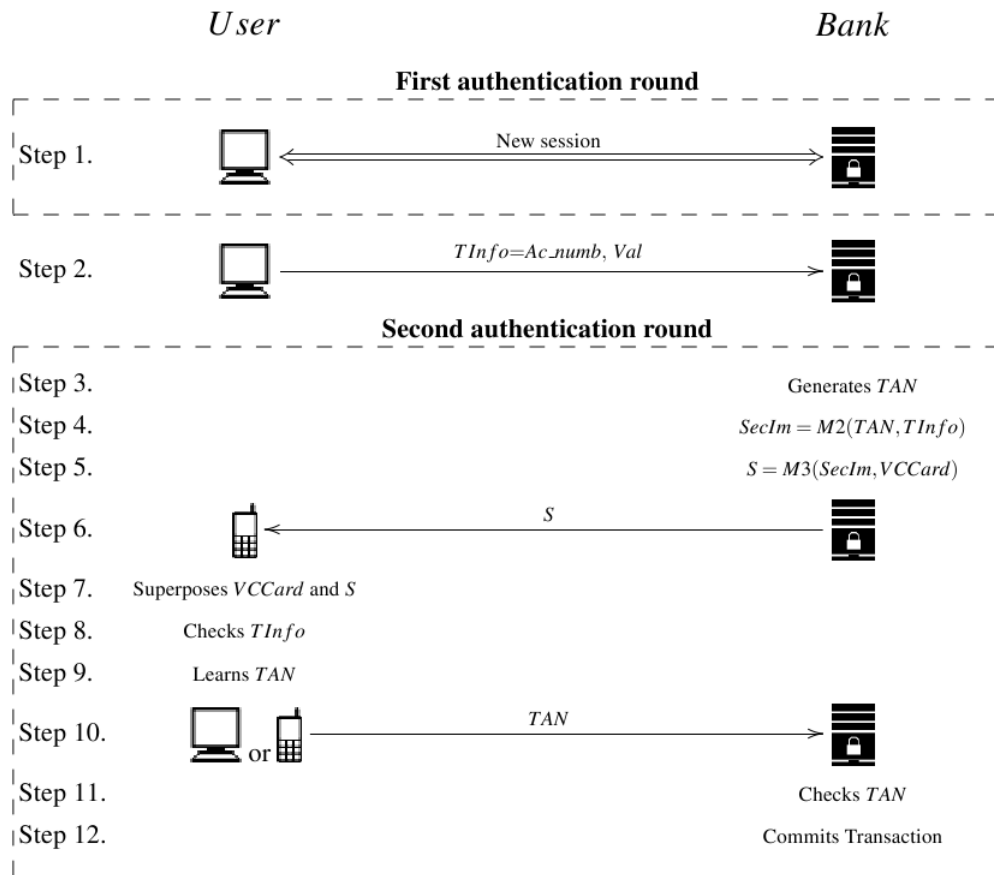 User Bank
First authentication round
Step 1. New session
Step 2. TInfo=Ac_numb, Val
Second authentication round
Step 3. Generates TAN
Step 4. SecIm = M2(TAN,TInfo)
Step 5. S = M3(SecIm,VCCard)
Step 6. S
Step 7. Superposes VCCard and S
Step 8. Checks TInfo
Step 9. Learns TAN
Step 10. or TAN
Step 11. Checks TAN
Step 12. Commits Transaction